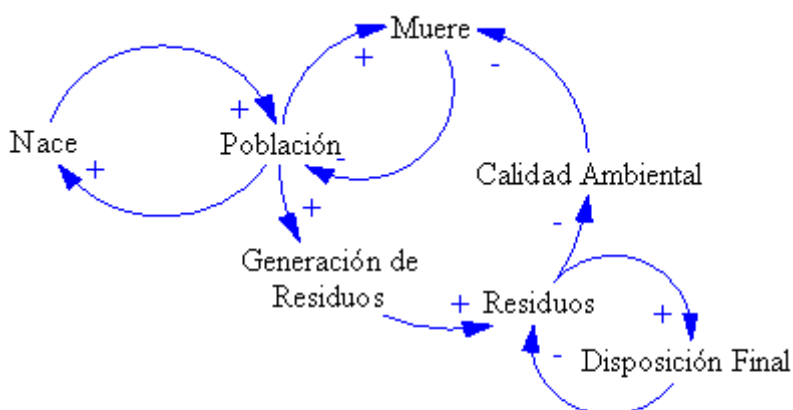 Muere
+
-
+
Nace
Población
+
-
Calidad Ambiental
+
-
Generación de
Residuos
+
Residuos
+
-
Disposición Final